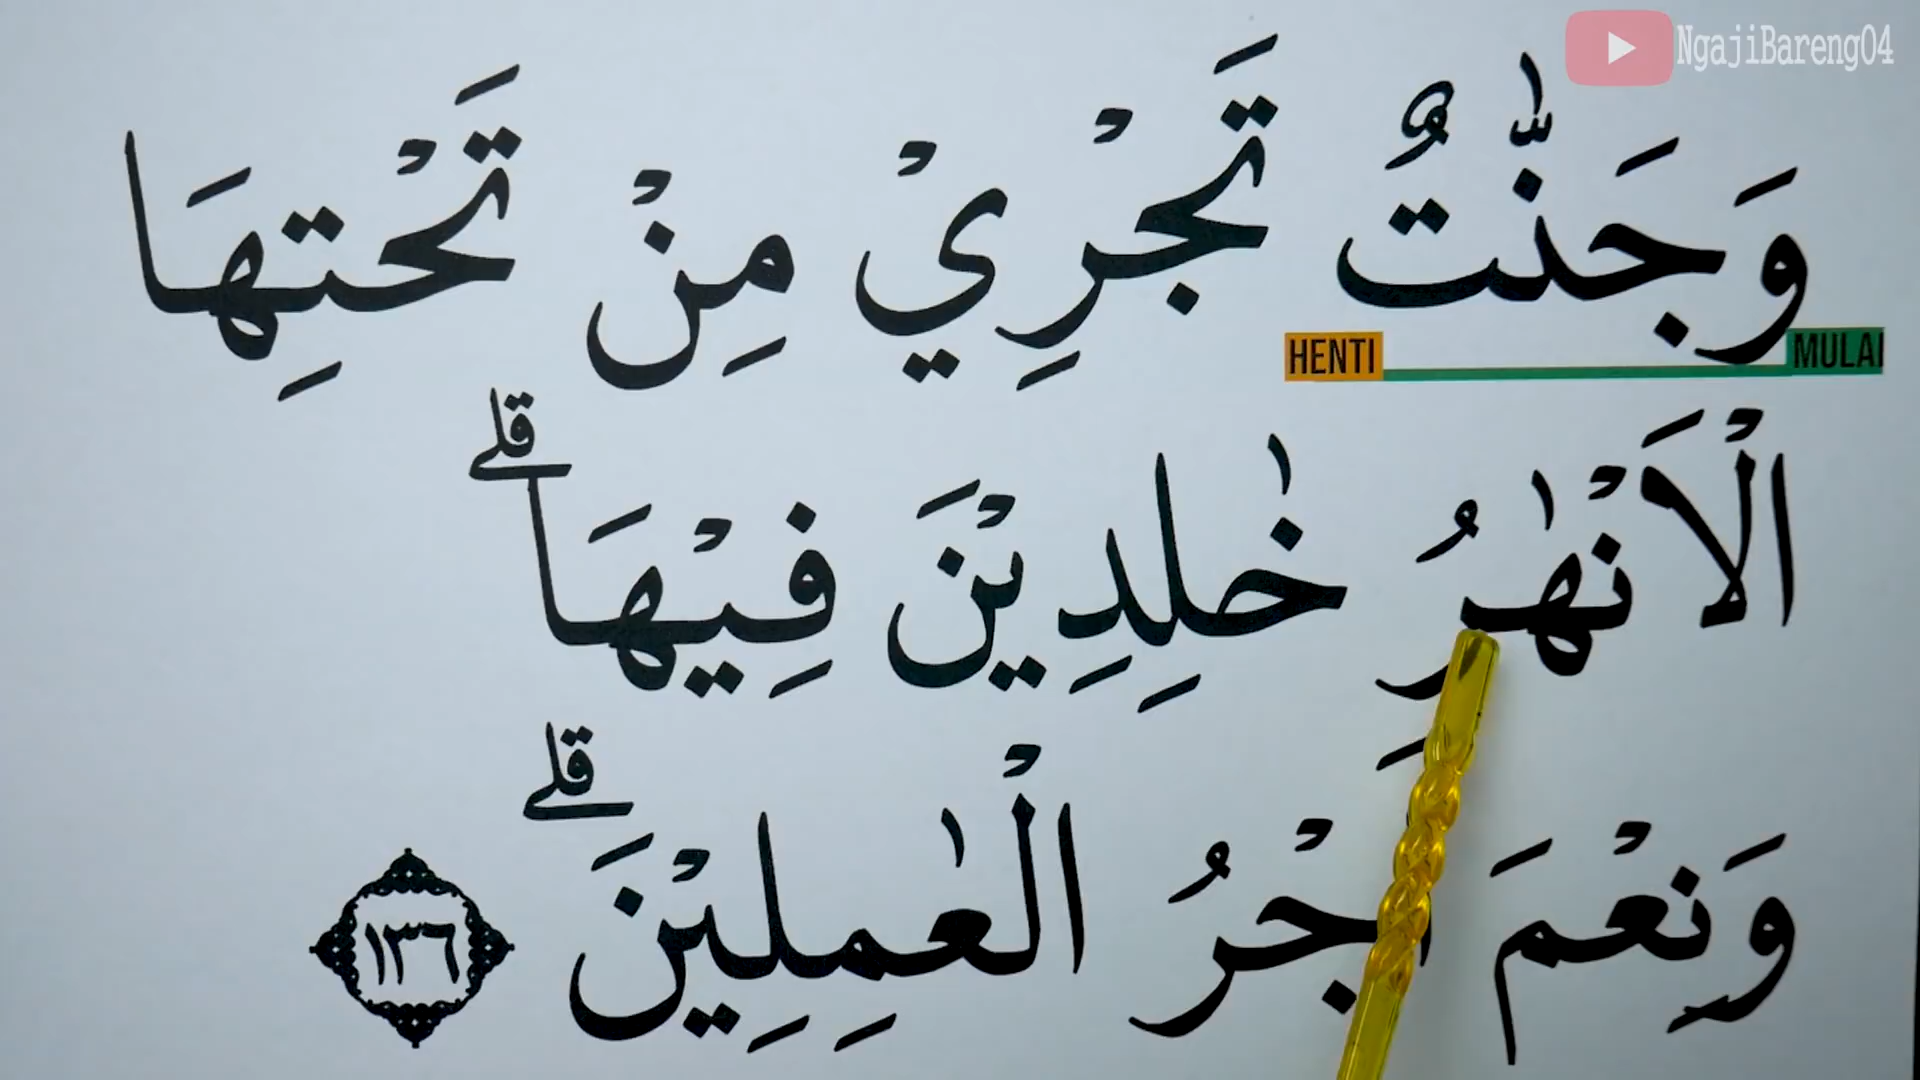 NgajiBareng04
وَجَنّٰتٌ تَجْرِيْ مِنْ تَحْتِهَا
HENTI MULAI
الْاَنْهٰرُ خٰلِدِيْنَ فِيْهَا ۗ
وَنِعْمَ اَجْرُ الْعٰمِلِيْنَ ۗ ١٣٦